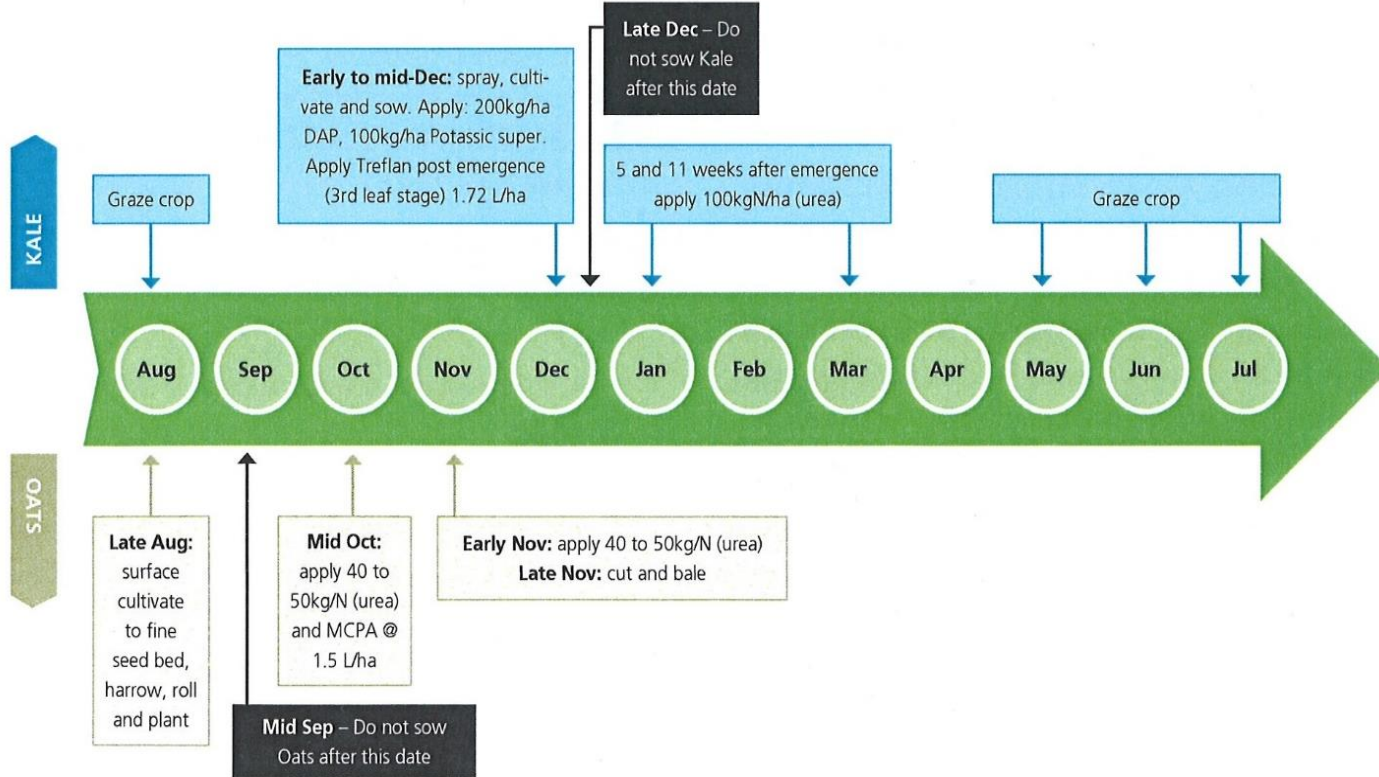 KALE
Graze crop
Early to mid-Dec: spray, culti-
vate and sow. Apply: 200kg/ha
DAP, 100kg/ha Potassic super.
Apply Treflan post emergence
(3rd leaf stage) 1.72 L/ha
Late Dec – Do
not sow Kale
after this date
5 and 11 weeks after emergence
apply 100kgN/ha (urea)
Graze crop
Aug
Sep
Oct
Nov
Dec
Jan
Feb
Mar
Apr
May
Jun
Jul
OATS
Late Aug:
surface
cultivate
to fine
seed bed,
harrow, roll
and plant
Mid Sep – Do not sow
Oats after this date
Mid Oct:
apply 40 to
50kg/N (urea)
and MCPA @
1.5 L/ha
Early Nov: apply 40 to 50kg/N (urea)
Late Nov: cut and bale